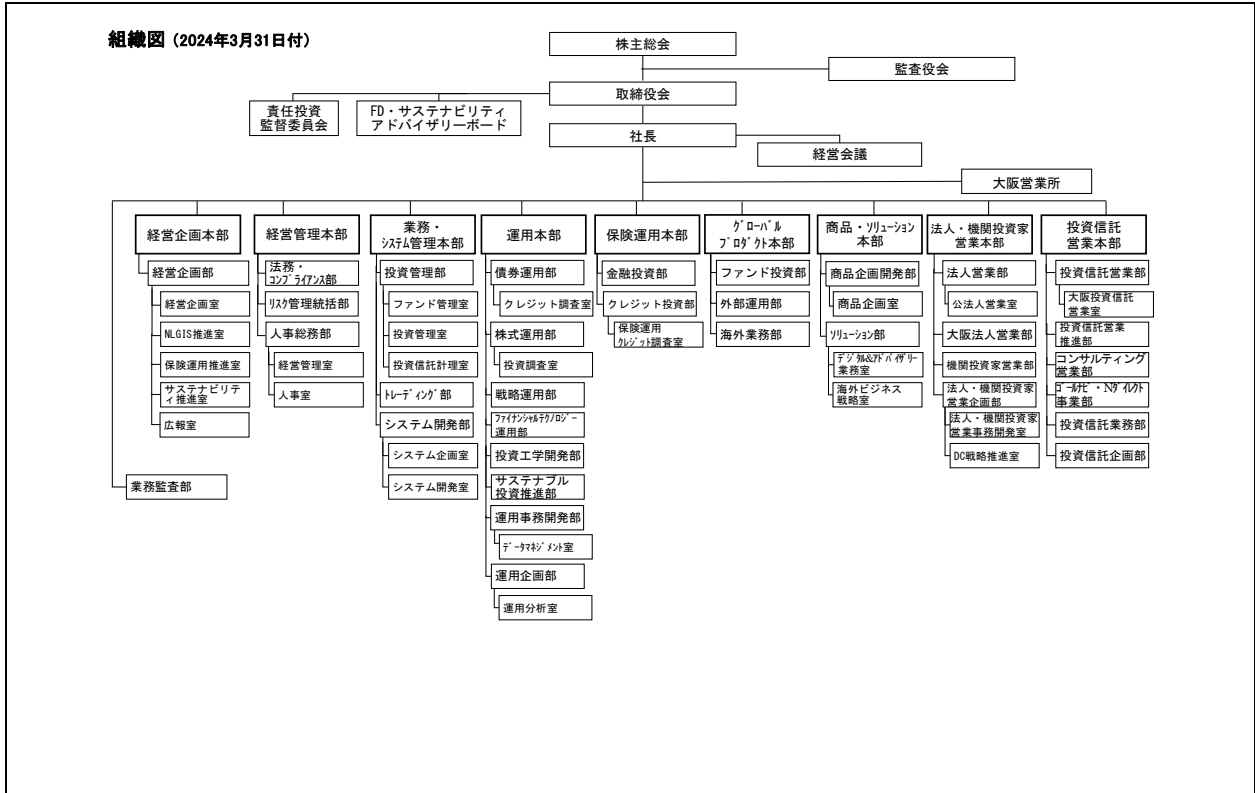 組織図（2024年3月31日付）
株主総会
監査役会
取締役会
責任投資
監督委員会
FD・サステナビリティ
アドバイザリーボード
社長
経営会議
大阪営業所
経営企画本部
経営企画部
経営企画室
NLGIS推進室
保険運用推進室
サステナビリ
ティ推進室
広報室
業務監査部
経営管理本部
法務・
コンプライアンス部
リスク管理統括部
人事総務部
経営管理室
人事室
業務・
システム管理本部
投資管理部
ファンド管理室
投資管理室
投資信託計理室
トレーディング部
システム開発部
システム企画室
システム開発室
運用本部
債券運用部
クレジット調査室
株式運用部
投資調査室
戦略運用部
ファイナンシャルテクノロジー
運用部
投資工学開発部
サステナブル
投資推進部
運用事務開発部
データマネジメント室
運用企画部
運用分析室
保険運用本部
金融投資部
クレジット投資部
保険運用
クレジット調査室
グローバル
プロダクト本部
ファンド投資部
外部運用部
海外業務部
商品・ソリューション
本部
商品企画開発部
商品企画室
ソリューション部
デジタル&アドバイザリー
業務室
海外ビジネス
戦略室
法人・機関投資家
営業本部
法人営業部
公法人営業室
大阪法人営業部
機関投資家営業部
法人・機関投資家
営業企画部
法人・機関投資家
営業事務開発室
DC戦略推進室
投資信託
営業本部
投資信託営業部
大阪投資信託
営業室
投資信託営業
推進部
コンサルティング
営業部
ゴールナビ・Nダイレクト
事業部
投資信託業務部
投資信託企画部